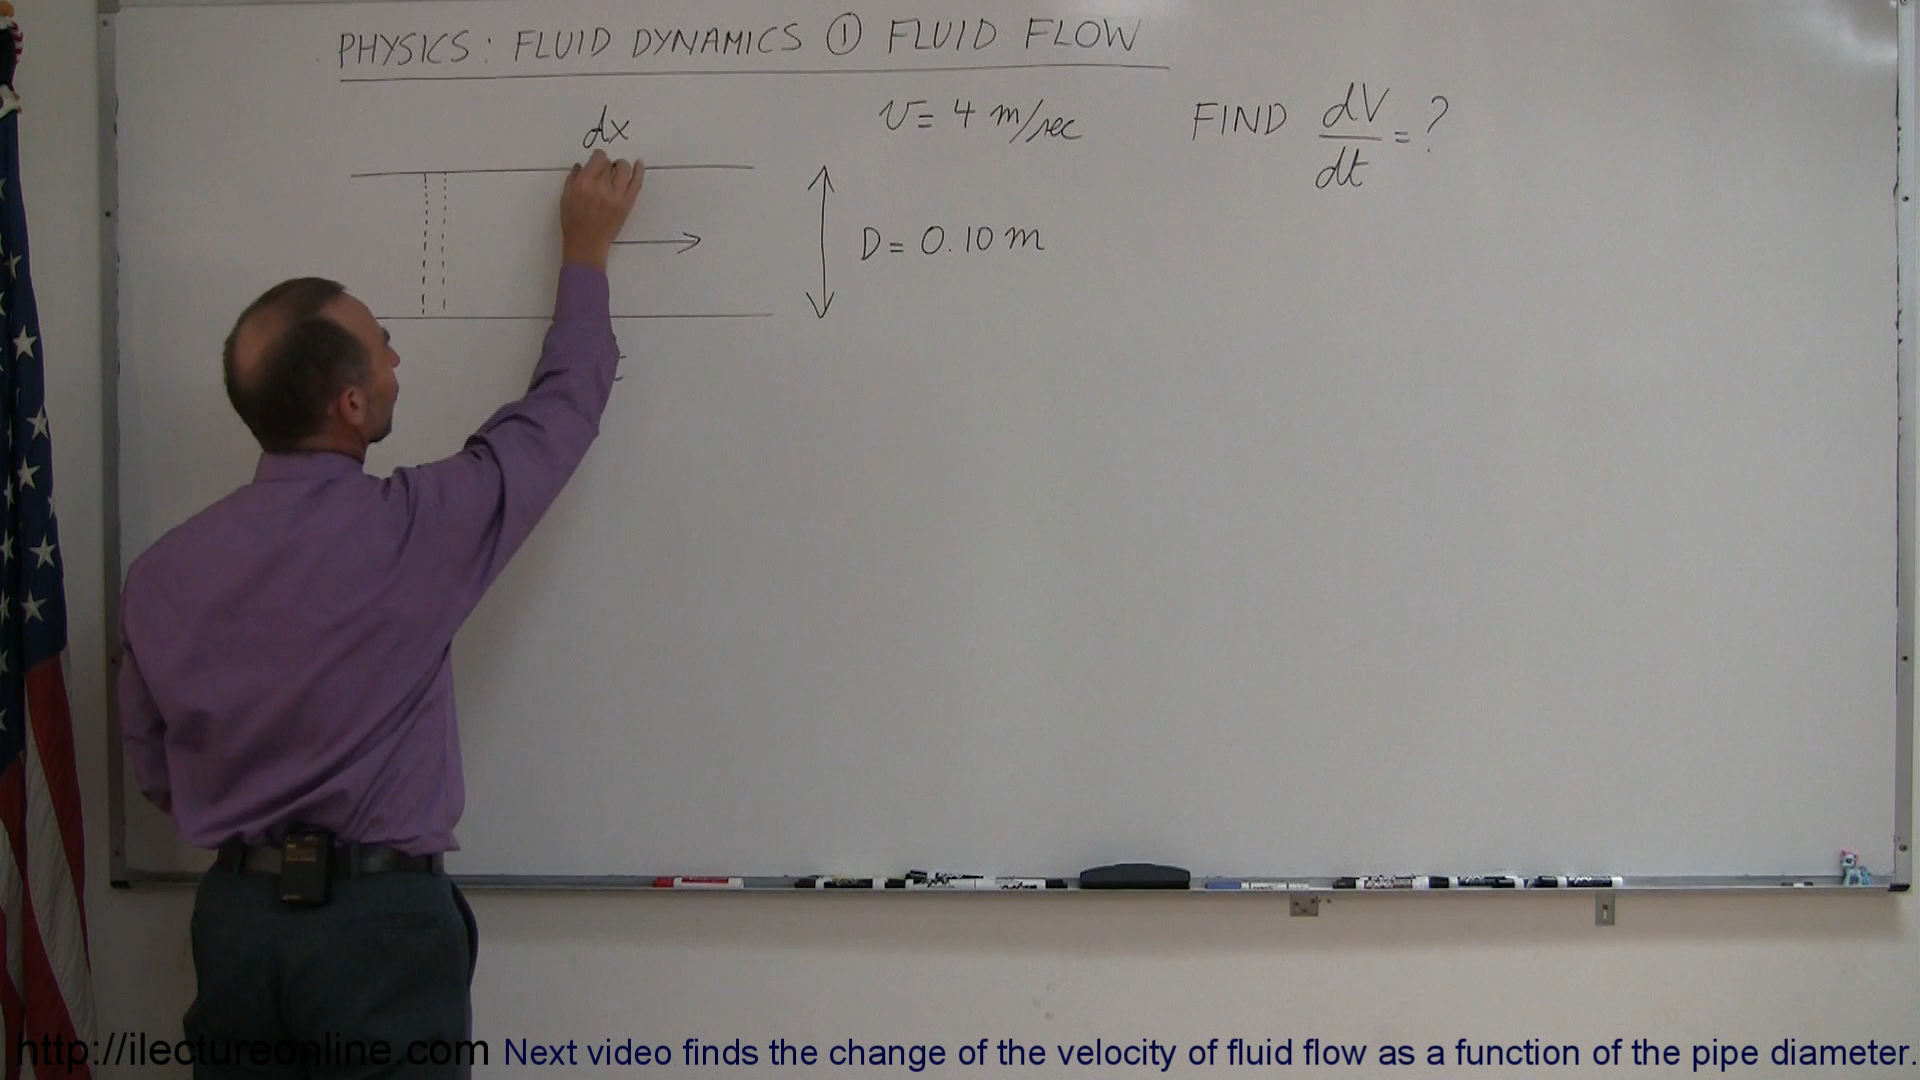 PHYSICS: FLUID DYNAMICS ① FLUID FLOW
dx
v = 4 m/sec
FIND dV/dt = ?
D = 0.10 m
http://ilectureonline.com Next video finds the change of the velocity of fluid flow as a function of the pipe diameter.